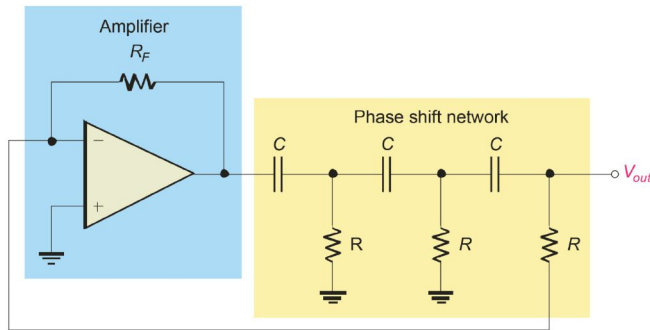 Amplifier
R_F
−
+
Phase shift network
C C C
V_out
R R R